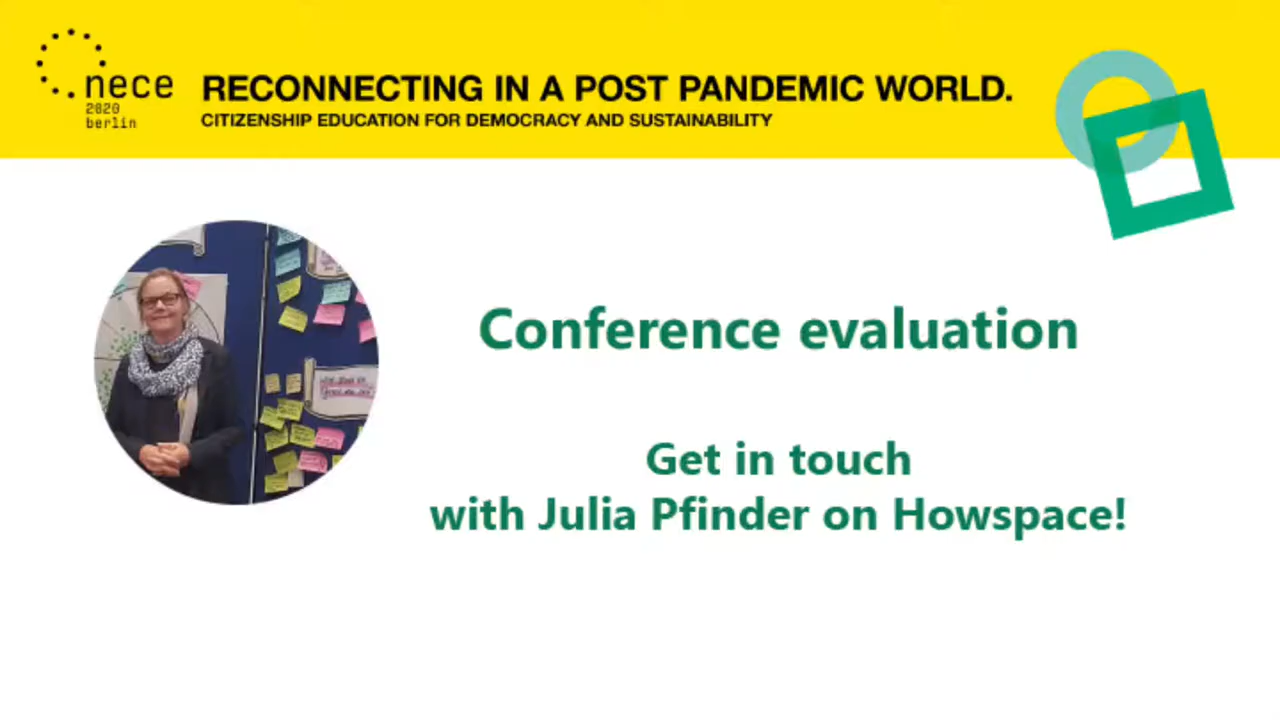 nece
2020
berlin
RECONNECTING IN A POST PANDEMIC WORLD.
CITIZENSHIP EDUCATION FOR DEMOCRACY AND SUSTAINABILITY
Conference evaluation
Get in touch
with Julia Pfinder on Howspace!